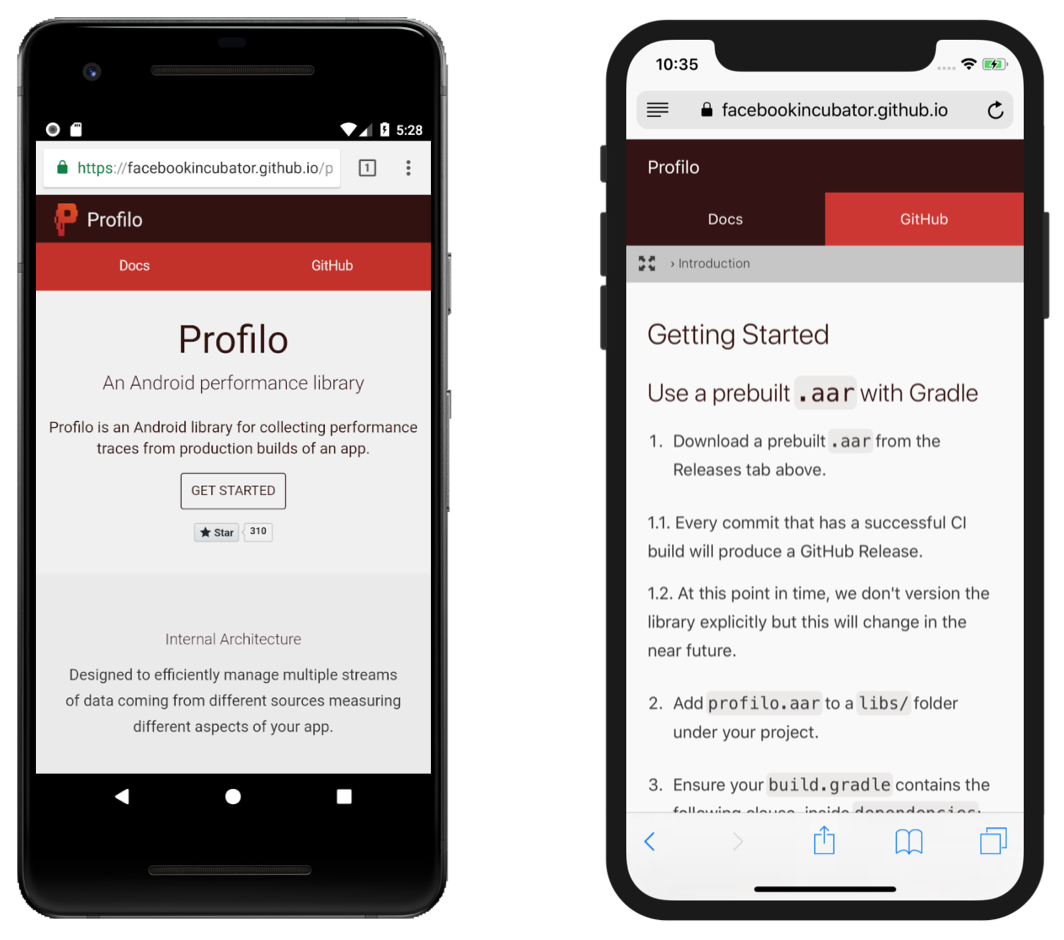 5:28
https://facebookincubator.github.io/p
1
Profilo
Docs GitHub
Profilo
An Android performance library
Profilo is an Android library for collecting performance
traces from production builds of an app.
GET STARTED
Star 310
Internal Architecture
Designed to efficiently manage multiple streams
of data coming from different sources measuring
different aspects of your app.
10:35
facebookincubator.github.io
Profilo
Docs GitHub
› Introduction
Getting Started
Use a prebuilt .aar with Gradle
1. Download a prebuilt .aar from the
Releases tab above.
1.1. Every commit that has a successful CI
build will produce a GitHub Release.
1.2. At this point in time, we don't version the
library explicitly but this will change in the
near future.
2. Add profilo.aar to a libs/ folder
under your project.
3. Ensure your build.gradle contains the
following clause, inside dependencies: